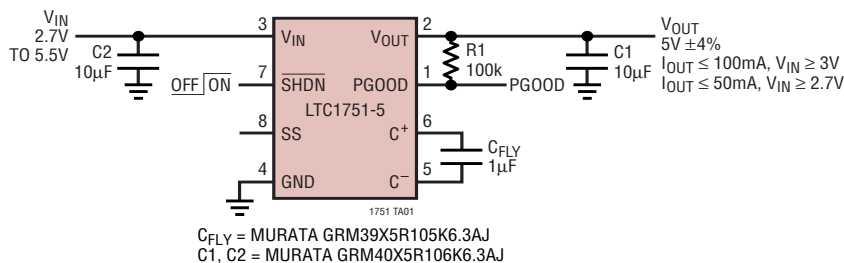 VIN
2.7V
TO 5.5V
C2
10µF
OFF ON
3
VIN
7
SHDN
8
SS
4
GND
LTC1751-5
2
VOUT
1
PGOOD
6
C+
5
C–
R1
100k
PGOOD
CFLY
1µF
C1
10µF
VOUT
5V ±4%
IOUT ≤ 100mA, VIN ≥ 3V
IOUT ≤ 50mA, VIN ≥ 2.7V
1751 TA01
CFLY = MURATA GRM39X5R105K6.3AJ
C1, C2 = MURATA GRM40X5R106K6.3AJ